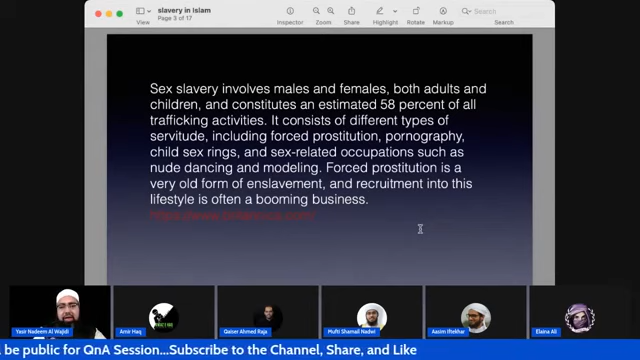 slavery in Islam
Page 3 of 17
View
Inspector
Zoom
Share
Highlight
Rotate
Markup
Search
Search
Sex slavery involves males and females, both adults and
children, and constitutes an estimated 58 percent of all
trafficking activities. It consists of different types of
servitude, including forced prostitution, pornography,
child sex rings, and sex-related occupations such as
nude dancing and modeling. Forced prostitution is a
very old form of enslavement, and recruitment into this
lifestyle is often a booming business.
Yasir Nadeem Al Wajidi
Amir Haq
Qaiser Ahmed Raja
Mufti Shamail Nadwi
Aasim Iftekhar
Elaina Ali
be public for QnA Session...Subscribe to the Channel, Share, and Like